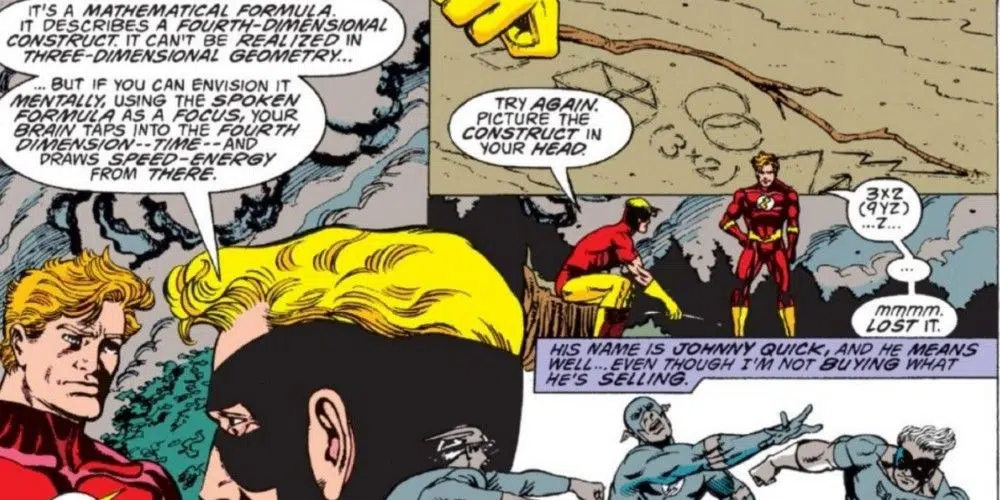 IT'S A MATHEMATICAL FORMULA.
IT DESCRIBES A FOURTH-DIMENSIONAL
CONSTRUCT. IT CAN'T BE REALIZED IN
THREE-DIMENSIONAL GEOMETRY...
... BUT IF YOU CAN ENVISION IT
MENTALLY, USING THE SPOKEN
FORMULA AS A FOCUS, YOUR
BRAIN TAPS INTO THE FOURTH
DIMENSION--TIME--AND
DRAWS SPEED-ENERGY
FROM THERE.
(3×2)
TRY AGAIN.
PICTURE THE
CONSTRUCT IN
YOUR HEAD.
3X2
(9YZ)
...Z...
...
MMMM.
LOST IT.
HIS NAME IS JOHNNY QUICK, AND HE MEANS
WELL... EVEN THOUGH I'M NOT BUYING WHAT
HE'S SELLING.